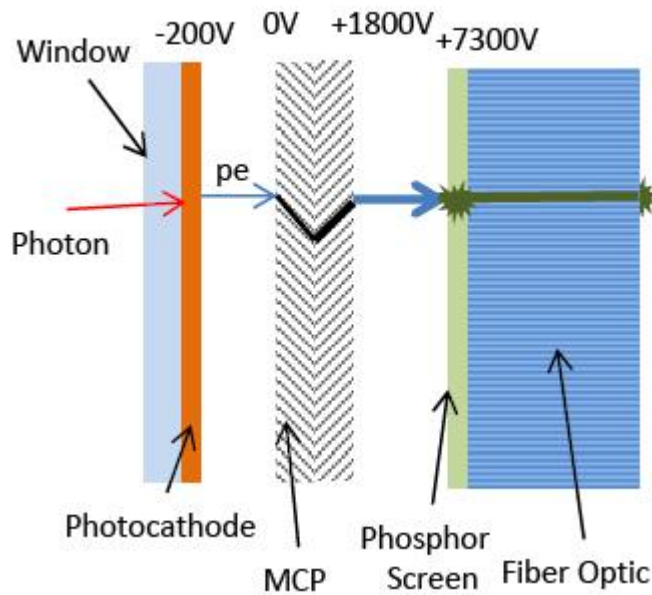 -200V
0V
+1800V
+7300V
Window
pe
Photon
Photocathode
MCP
Phosphor
Screen
Fiber Optic